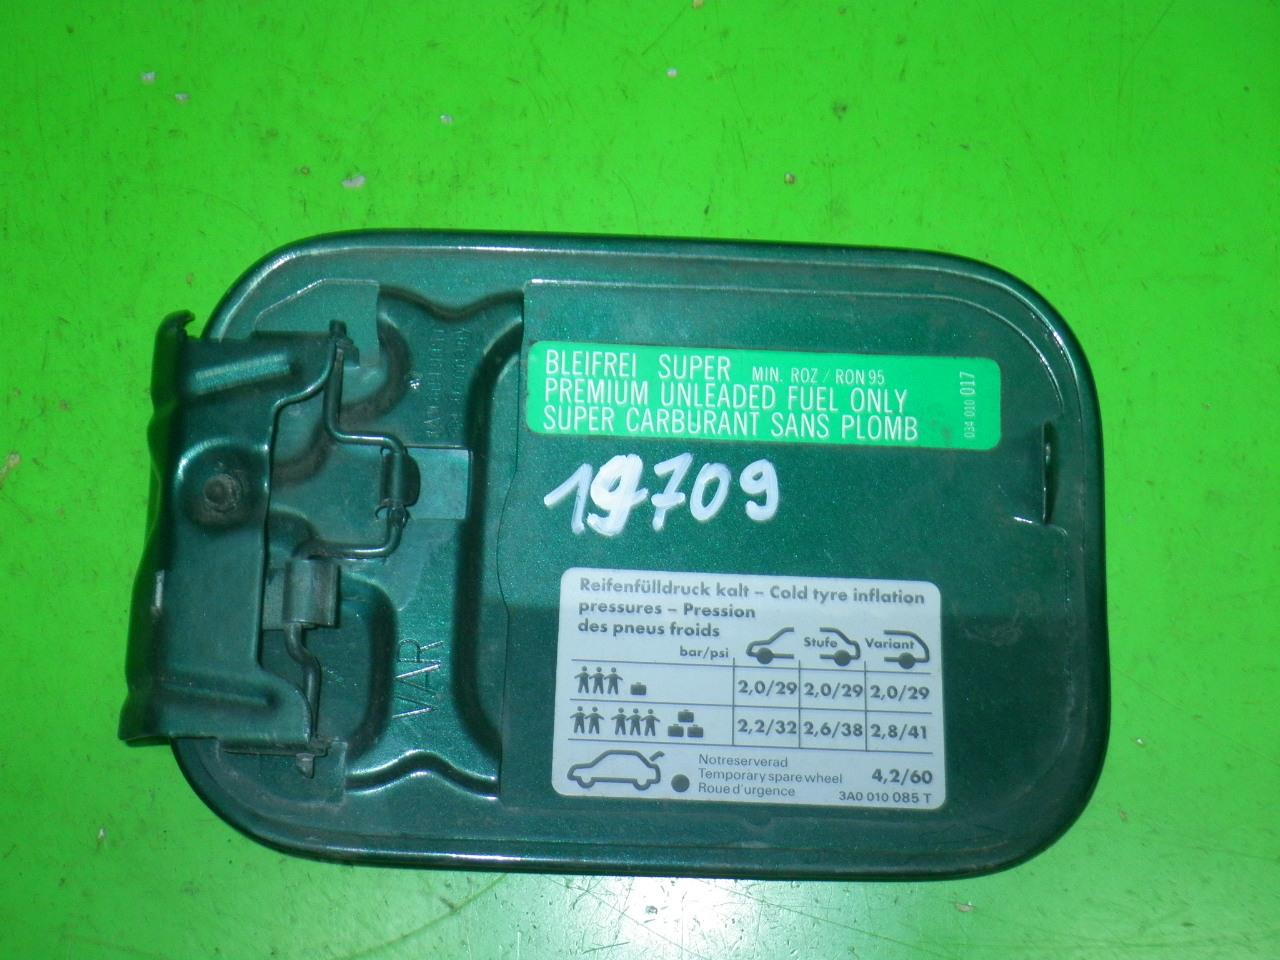 BLEIFREI SUPER MIN. ROZ / RON 95
PREMIUM UNLEADED FUEL ONLY
SUPER CARBURANT SANS PLOMB
034 010 017
19709
Reifenfülldruck kalt – Cold tyre inflation
pressures – Pression
des pneus froids
bar/psi Stufe Variant
2,0/29 2,0/29 2,0/29
2,2/32 2,6/38 2,8/41
Notreserverad
Temporary spare wheel 4,2/60
Roue d'urgence
3A0 010 085 T
VAR